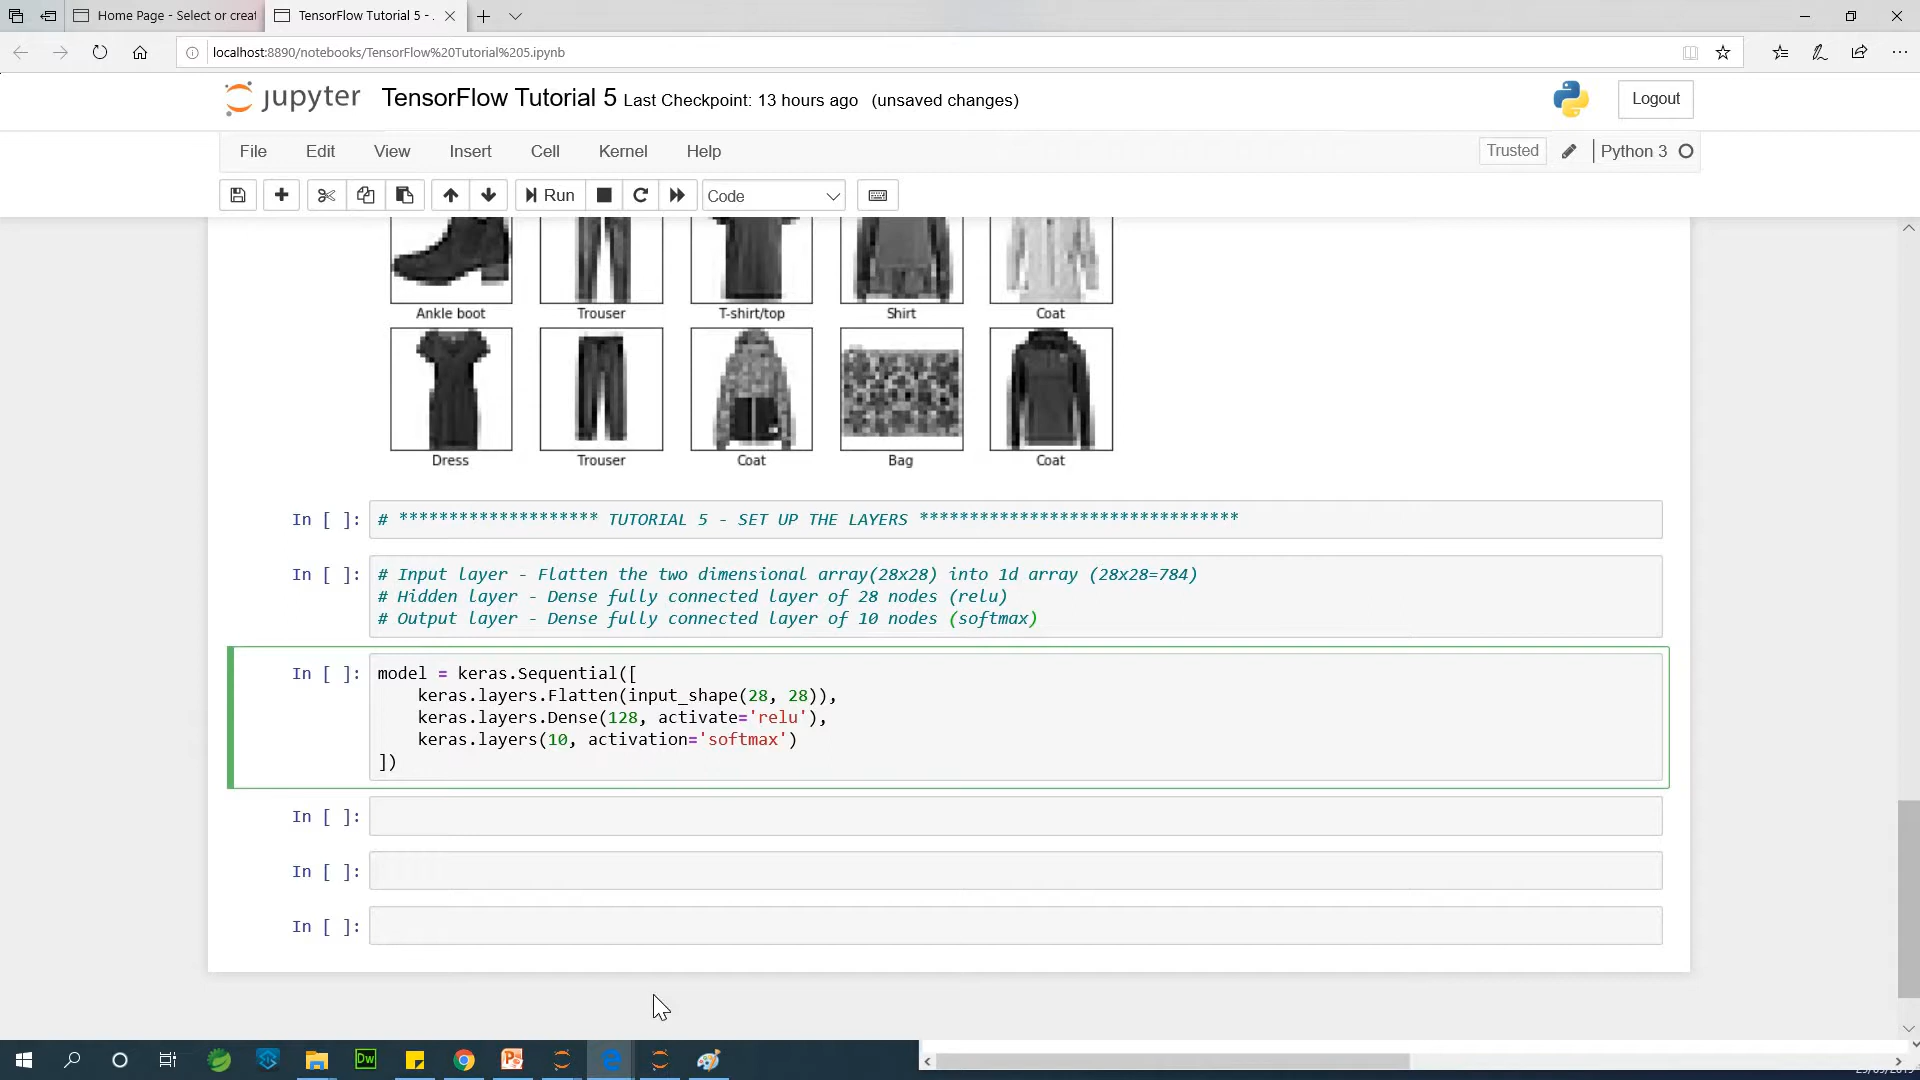 Home Page - Select or creat
TensorFlow Tutorial 5 - .
localhost:8890/notebooks/TensorFlow%20Tutorial%205.ipynb
jupyter TensorFlow Tutorial 5 Last Checkpoint: 13 hours ago (unsaved changes)
Logout
File Edit View Insert Cell Kernel Help
Trusted
Python 3
Run
Code
Ankle boot Trouser T-shirt/top Shirt Coat
Dress Trouser Coat Bag Coat
In [ ]: # ******************** TUTORIAL 5 - SET UP THE LAYERS ********************************
In [ ]: # Input layer - Flatten the two dimensional array(28x28) into 1d array (28x28=784)
# Hidden layer - Dense fully connected layer of 28 nodes (relu)
# Output layer - Dense fully connected layer of 10 nodes (softmax)
In [ ]: model = keras.Sequential([
keras.layers.Flatten(input_shape(28, 28)),
keras.layers.Dense(128, activate='relu'),
keras.layers(10, activation='softmax')
])
In [ ]:
In [ ]:
In [ ]:
Dw